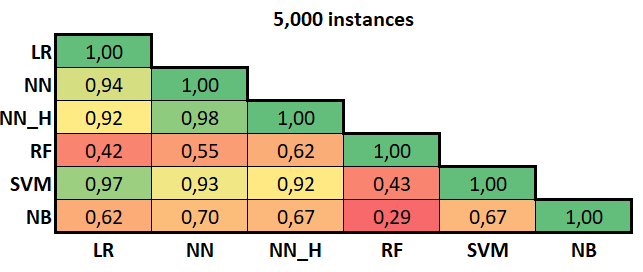 5,000 instances
LR 1,00
NN 0,94 1,00
NN_H 0,92 0,98 1,00
RF 0,42 0,55 0,62 1,00
SVM 0,97 0,93 0,92 0,43 1,00
NB 0,62 0,70 0,67 0,29 0,67 1,00
LR NN NN_H RF SVM NB